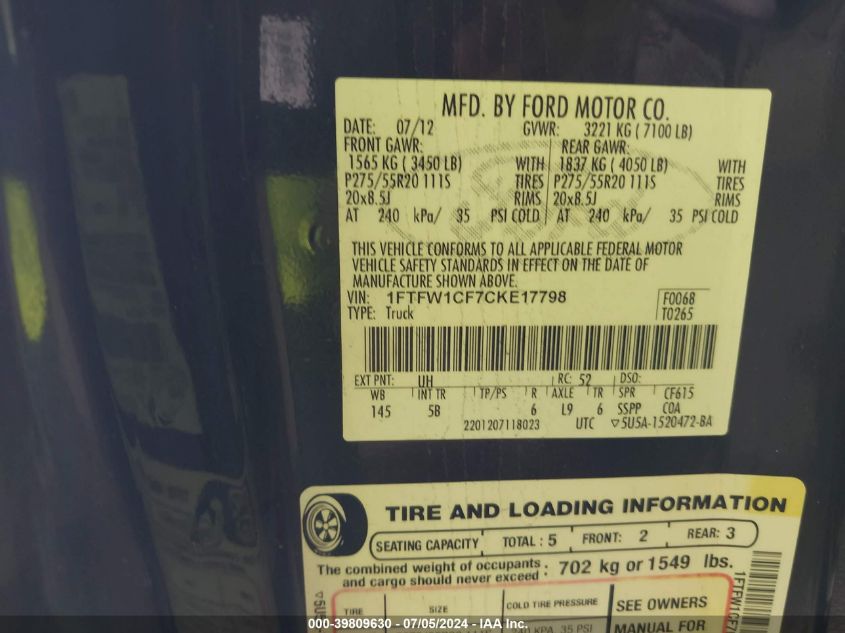 MFD. BY FORD MOTOR CO.
DATE: 07/12 GVWR: 3221 KG ( 7100 LB)
FRONT GAWR: REAR GAWR:
1565 KG ( 3450 LB) WITH 1837 KG ( 4050 LB) WITH
P275/55R20 111S TIRES P275/55R20 111S TIRES
20x8.5J RIMS 20x8.5J RIMS
AT 240 kPa/ 35 PSI COLD AT 240 kPa/ 35 PSI COLD
THIS VEHICLE CONFORMS TO ALL APPLICABLE FEDERAL MOTOR
VEHICLE SAFETY STANDARDS IN EFFECT ON THE DATE OF
MANUFACTURE SHOWN ABOVE.
VIN: 1FTFW1CF7CKE17798 F0068
TYPE: Truck T0265
EXT PNT: UH RC: 52 DSO:
WB INT TR TP/PS R AXLE TR SPR CF615
145 5B 6 L9 6 SSPP COA
2201207118023 UTC ▽5U5A-1520472-BA
TIRE AND LOADING INFORMATION
SEATING CAPACITY TOTAL : 5 FRONT: 2 REAR: 3
The combined weight of occupants and cargo should never exceed : 702 kg or 1549 lbs.
TIRE SIZE COLD TIRE PRESSURE SEE OWNERS
240 KPA, 35 PSI MANUAL FOR
000-39809630 - 07/05/2024 - IAA Inc.